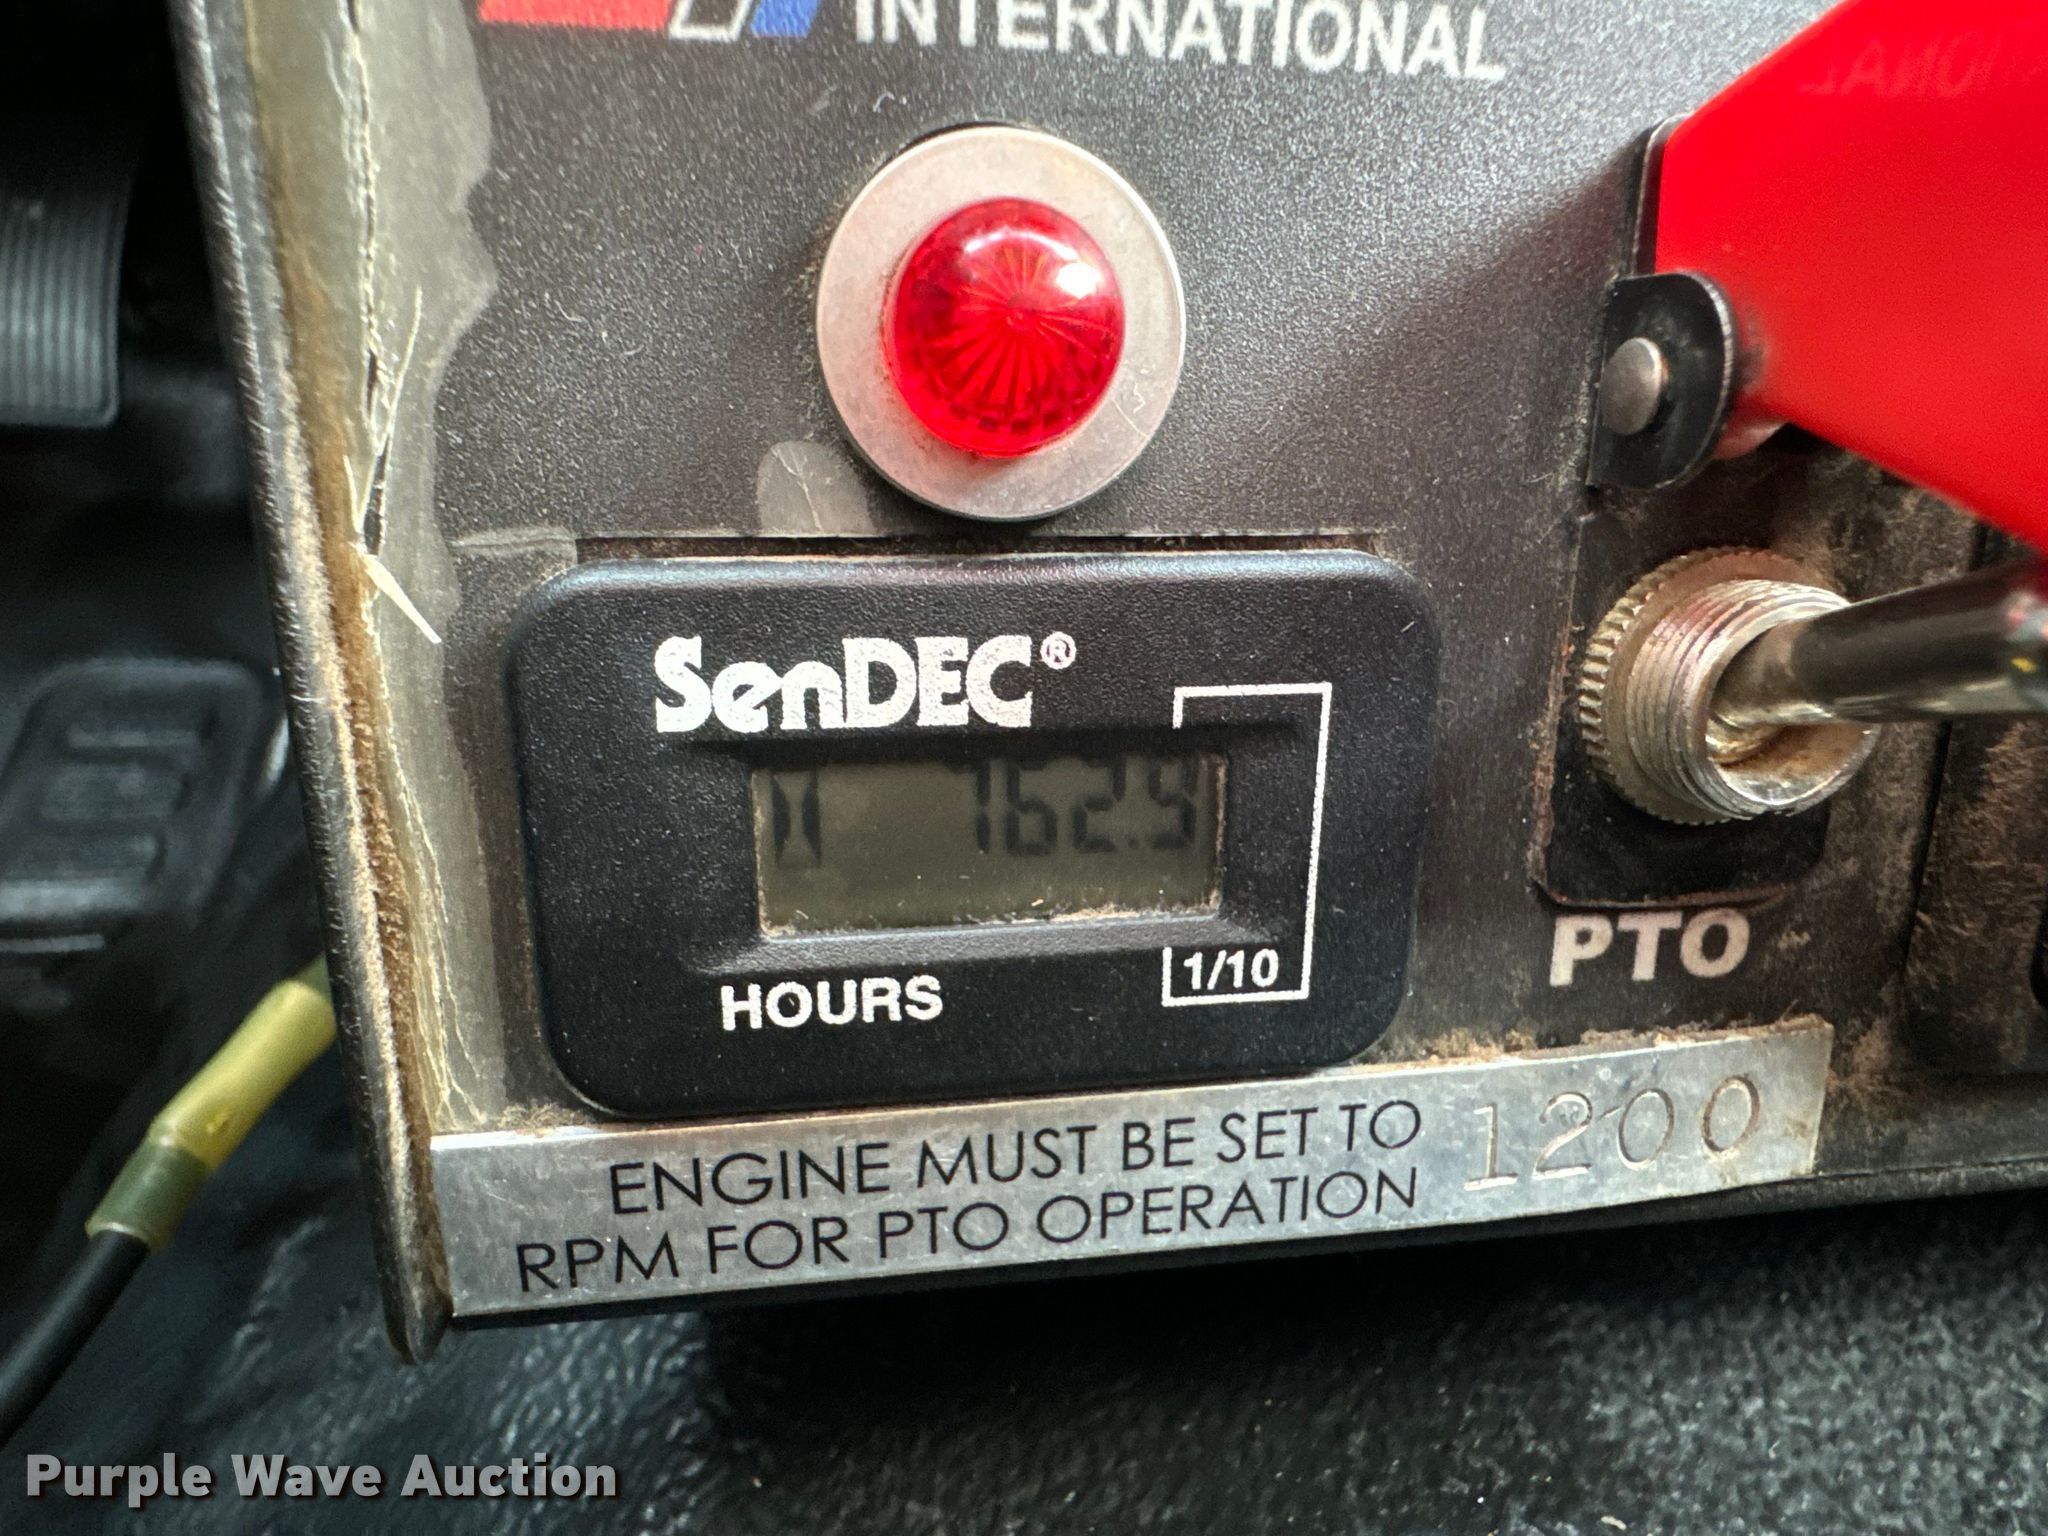 INTERNATIONAL
SenDEC®
762.9
HOURS
1/10
PTO
ENGINE MUST BE SET TO 1200
RPM FOR PTO OPERATION
Purple Wave Auction